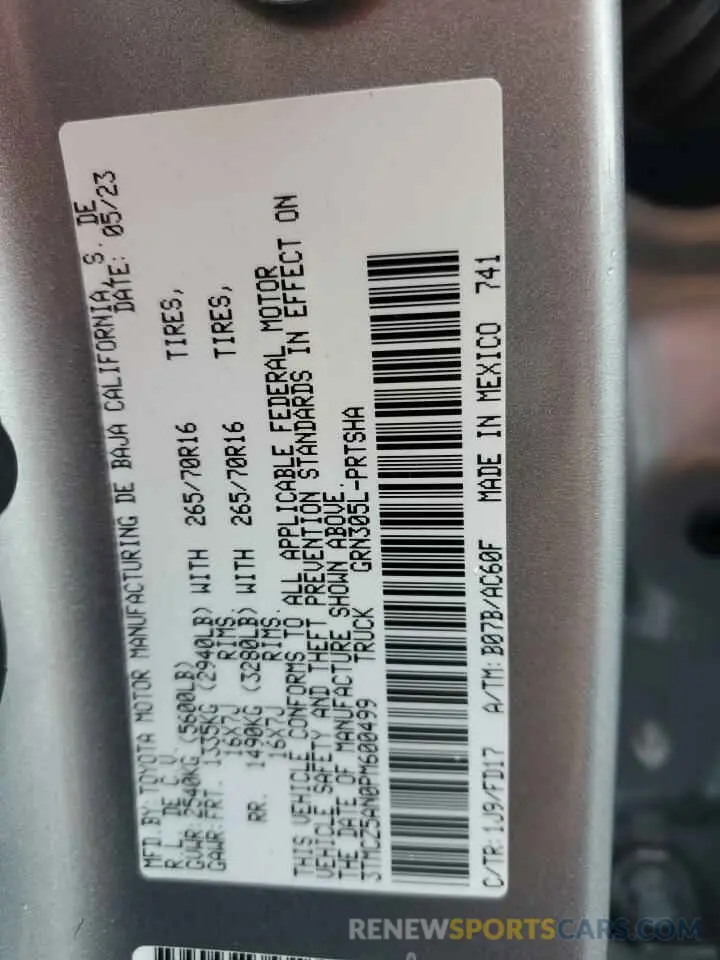 MFD.BY:TOYOTA MOTOR MANUFACTURING DE BAJA CALIFORNIA, S. DE
R.L. DE C.V. DATE: 05/23
GVWR 2540KG (5600LB)
GAWR:FRT. 1335KG (2940LB) WITH 265/70R16 TIRES,
16X7J RIMS.
RR. 1490KG (3280LB) WITH 265/70R16 TIRES,
16X7J RIMS.
THIS VEHICLE CONFORMS TO ALL APPLICABLE FEDERAL MOTOR
VEHICLE SAFETY AND THEFT PREVENTION STANDARDS IN EFFECT ON
THE DATE OF MANUFACTURE SHOWN ABOVE.
3TMCZ5AN0PM600499 TRUCK GRN305L-PRTSHA
C/TR:1J9/FD17 A/TM:B07B/AC60F MADE IN MEXICO 741
RENEWSPORTCARS.COM